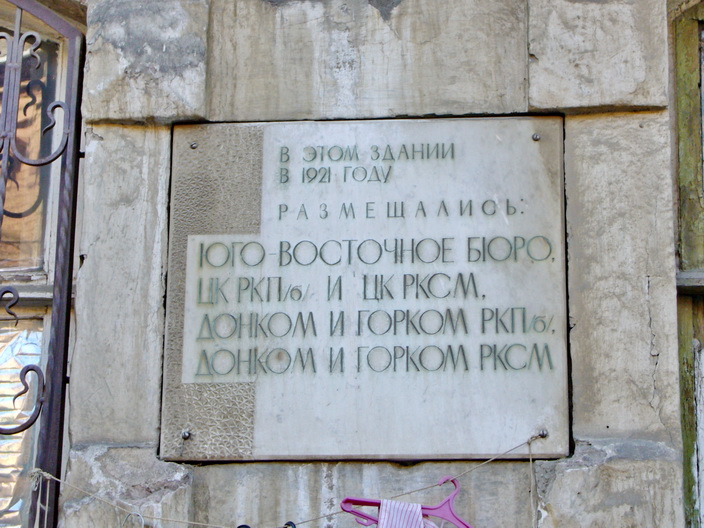 В ЭТОМ ЗДАНИИ
В 1921 ГОДУ
РАЗМЕЩАЛИСЬ:
ЮГО-ВОСТОЧНОЕ БЮРО,
ЦК РКП/б/ И ЦК РКСМ,
ДОНКОМ И ГОРКОМ РКП/б/,
ДОНКОМ И ГОРКОМ РКСМ